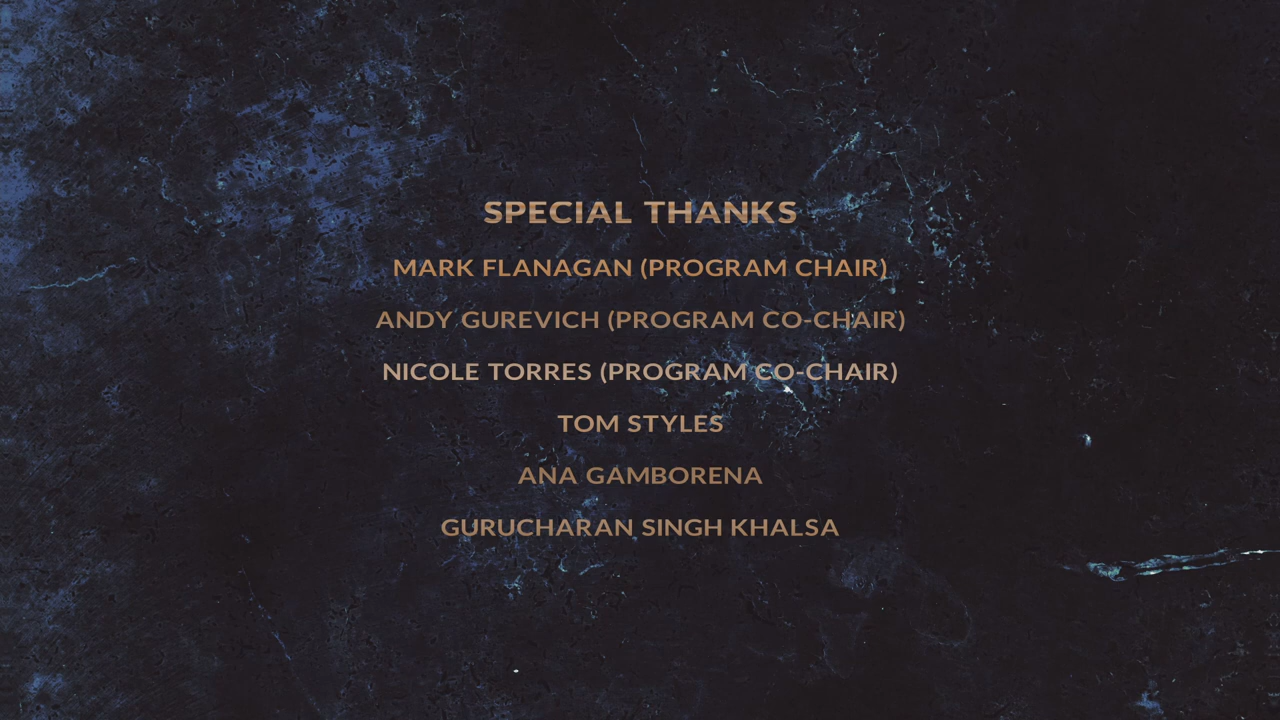 SPECIAL THANKS
MARK FLANAGAN (PROGRAM CHAIR)
ANDY GUREVICH (PROGRAM CO-CHAIR)
NICOLE TORRES (PROGRAM CO-CHAIR)
TOM STYLES
ANA GAMBORENA
GURUCHARAN SINGH KHALSA